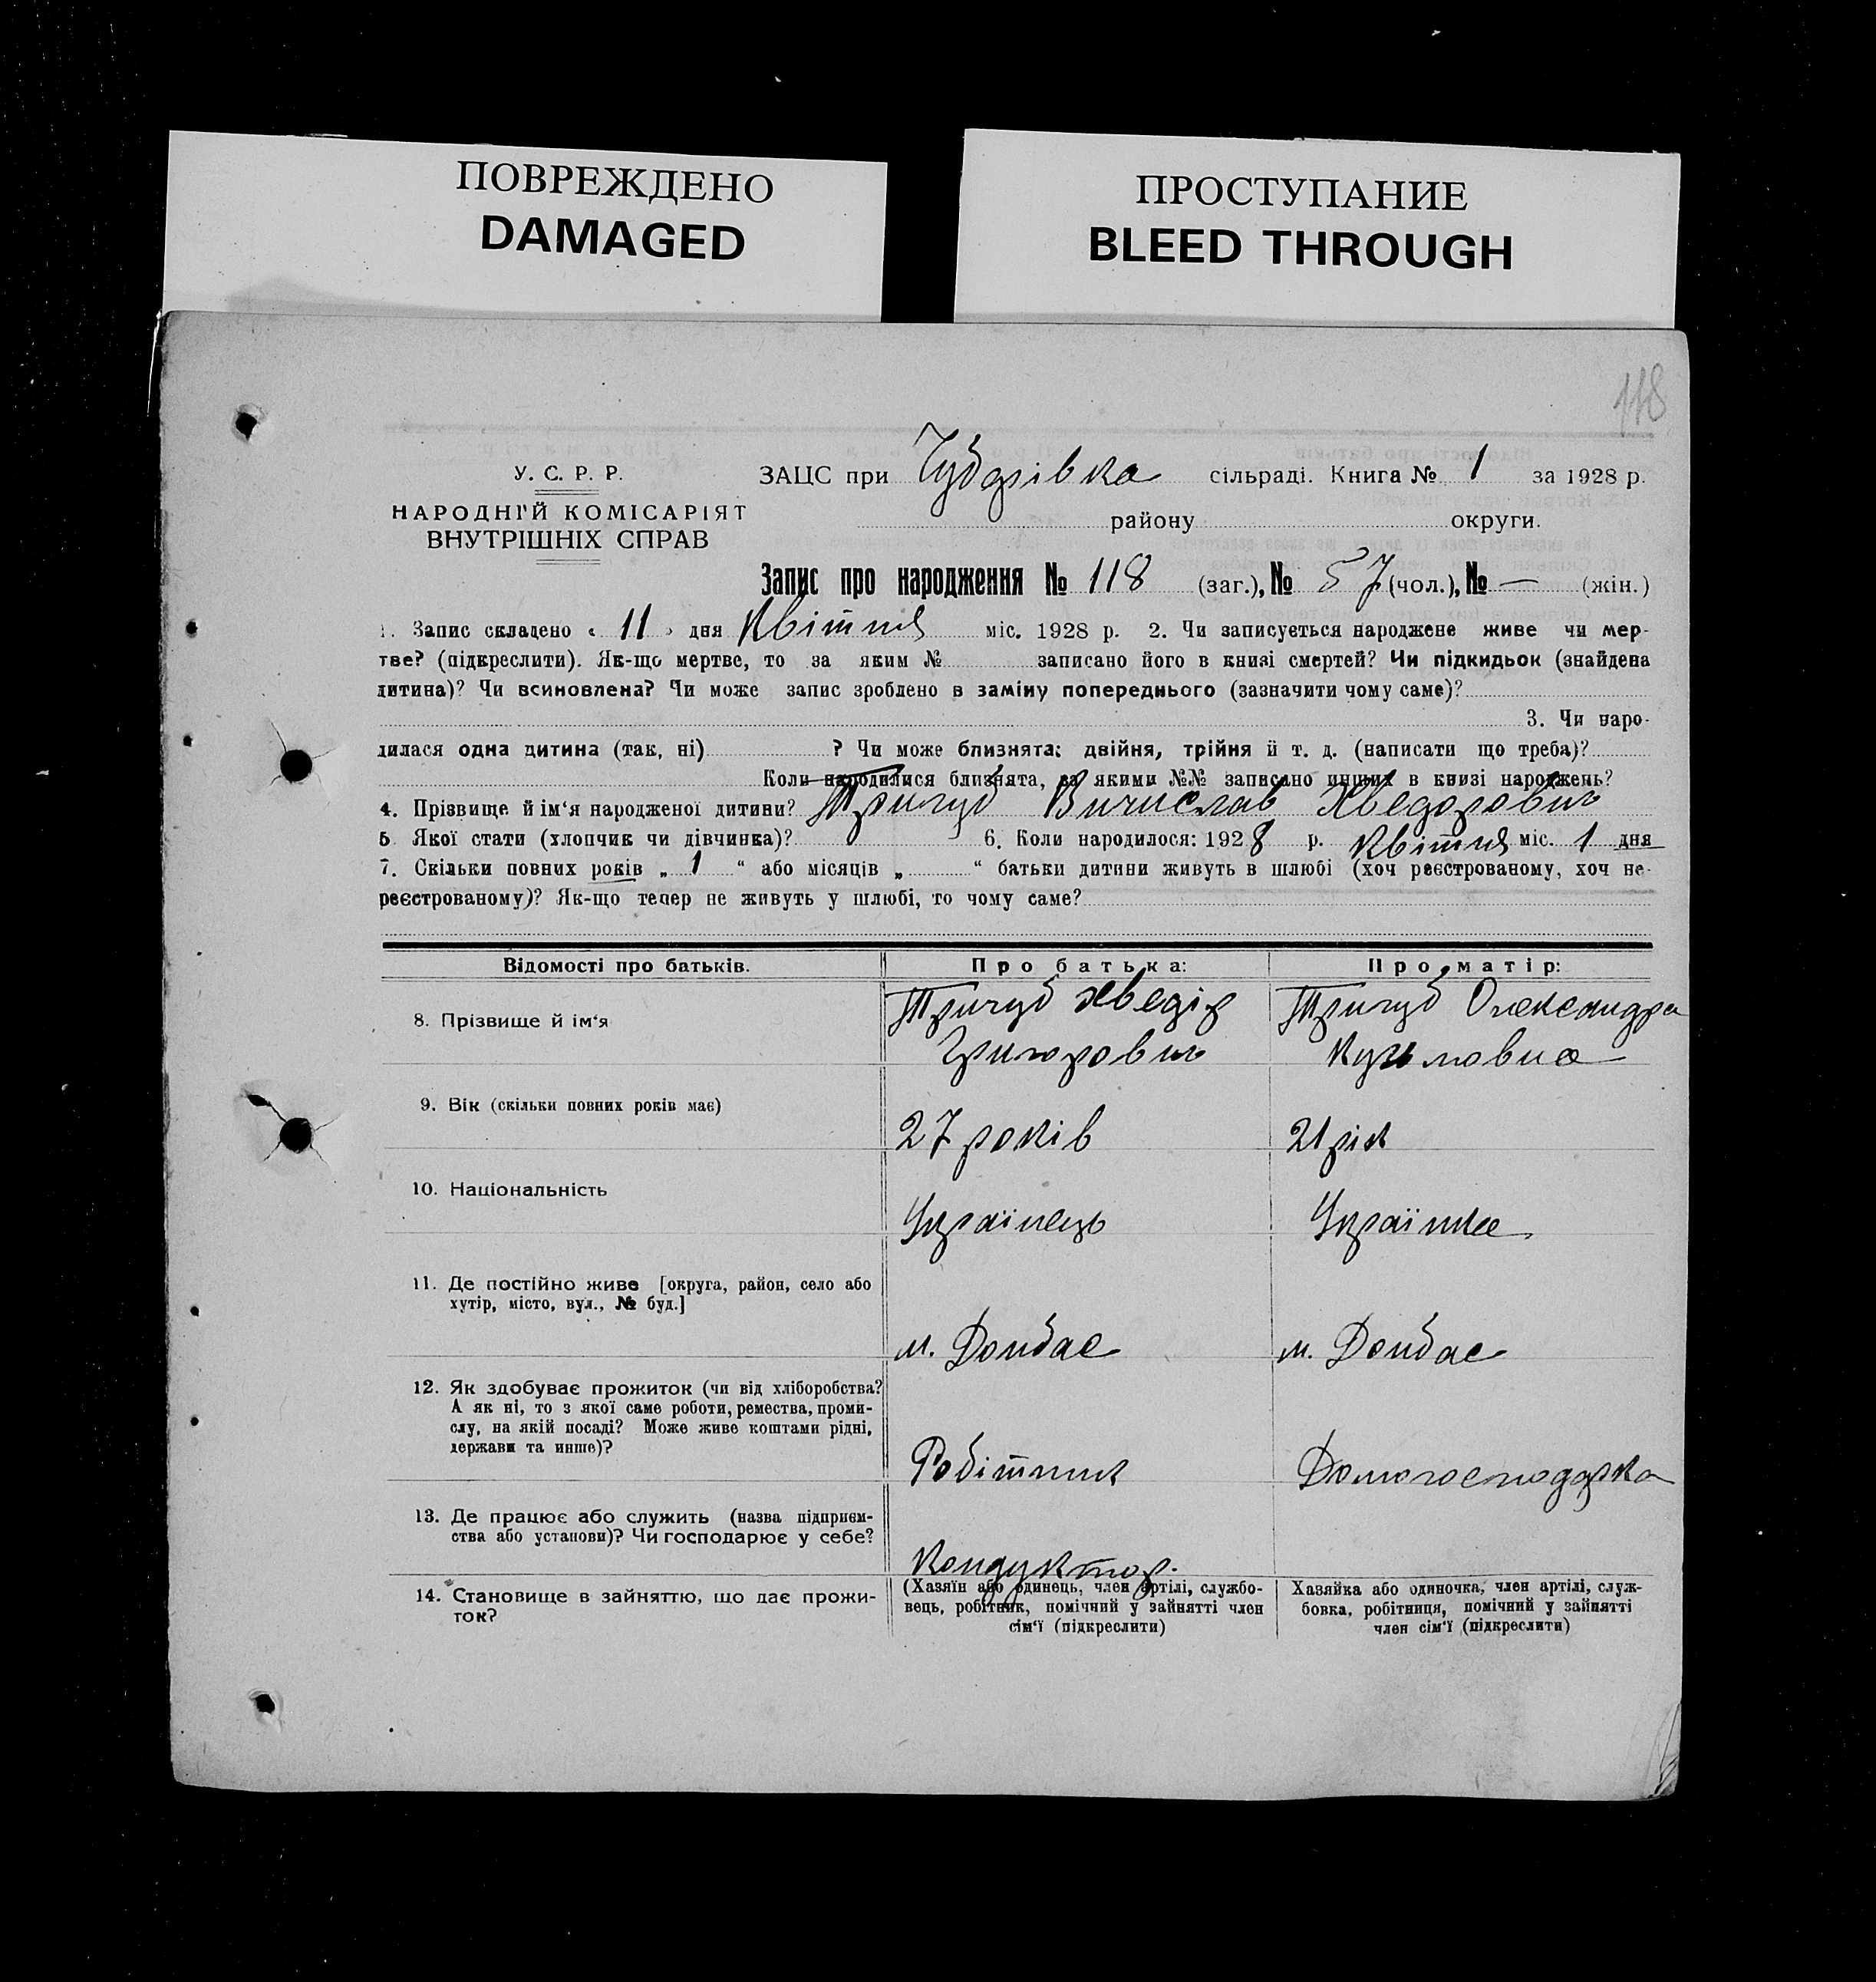 ПОВРЕЖДЕНО
DAMAGED
ПРОСТУПАНИЕ
BLEED THROUGH
118
У. С. Р. Р.
НАРОДНІЙ КОМІСАРІЯТ
ВНУТРІШНІХ СПРАВ
ЗАЦС при сільраді. Книга № 1 за 1928 р.
району округи.
Запис про народження № 118 (заг.), № 57 (чол.), № — (жін.)
1. Запис складено « 11 » дня Квітня міс. 1928 р. 2. Чи записується народжене живе чи мер-
тве? (підкреслити). Як-що мертве, то за яким № записано його в книзі смертей? Чи підкидьок (знайдена
дитина)? Чи всиновлена? Чи може запис зроблено в заміну попереднього (зазначити чому саме)?
3. Чи наро-
дилася одна дитина (так, ні) ? Чи може близнята: двійня, трійня й т. д. (написати що треба)?
Коли народилися близнята, за якими №№ записано инших в книзі народжень?
4. Прізвище й ім‘я народженої дитини? Тригуб Вичислав Хведорович
5 Якої стати (хлопчик чи дівчинка)? 6. Коли народилося: 1928 р. Квітня міс. 1 дня
7. Скільки повних років „ 1 “ або місяців „ “ батьки дитини живуть в шлюбі (хоч реєстрованому, хоч не-
реєстрованому)? Як-що тепер не живуть у шлюбі, то чому саме?
Відомості про батьків. Про батька: Про матір:
8. Прізвище й ім‘я
Тригуб Хведір Григорович
Тригуб Олександра Кузьмовна
9. Вік (скільки повних років має)
27 років 21 рік
10. Національність
Українець Українка
11. Де постійно живе [округа, район, село або
хутір, місто, вул., № буд.]
м. Донбас м. Донбас
12. Як здобуває прожиток (чи від хліборобства?
А як ні, то з якої саме роботи, ремества, проми-
слу, на якій посаді? Може живе коштами рідні,
держави та инше)?
Робітник Домогосподарка
13. Де працює або служить (назва підприєм-
ства або установи)? Чи господарює у себе?
Кондуктор.
14. Становище в зайняттю, що дає прожи-
ток?
(Хазяїн або одинець, член артілі, службо-
вець, робітник, помічний у зайнятті член
сім‘ї (підкреслити)
Хазяйка або одиночка, член артілі, служ-
бовка, робітниця, помічний у зайнятті
член сім‘ї (підкреслити)